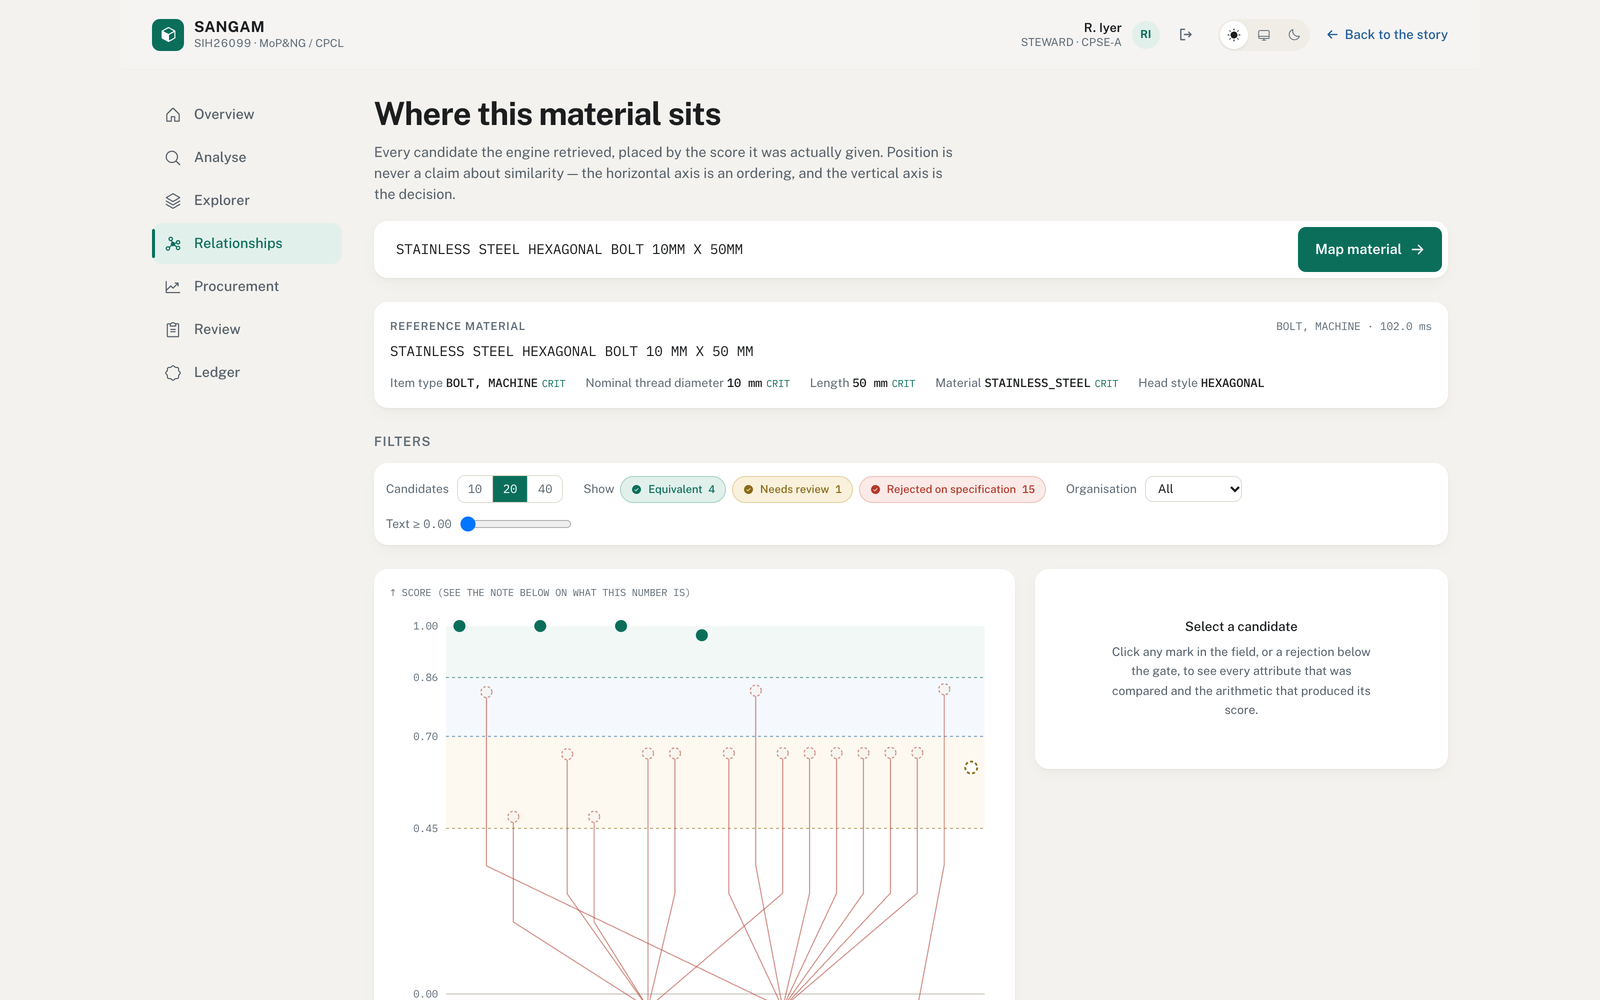 SANGAM
SIH26099 · MoP&NG / CPCL
R. Iyer
STEWARD · CPSE-A
RI
← Back to the story
Overview
Analyse
Explorer
Relationships
Procurement
Review
Ledger
Where this material sits
Every candidate the engine retrieved, placed by the score it was actually given. Position is
never a claim about similarity — the horizontal axis is an ordering, and the vertical axis is
the decision.
STAINLESS STEEL HEXAGONAL BOLT 10MM X 50MM
Map material →
REFERENCE MATERIAL
BOLT, MACHINE · 102.0 ms
STAINLESS STEEL HEXAGONAL BOLT 10 MM X 50 MM
Item type BOLT, MACHINE CRIT Nominal thread diameter 10 mm CRIT Length 50 mm CRIT Material STAINLESS_STEEL CRIT Head style HEXAGONAL
FILTERS
Candidates 10 20 40 Show Equivalent 4 Needs review 1 Rejected on specification 15 Organisation All
Text ≥ 0.00
↑ SCORE (SEE THE NOTE BELOW ON WHAT THIS NUMBER IS)
1.00
0.86
0.70
0.45
0.00
Select a candidate
Click any mark in the field, or a rejection below
the gate, to see every attribute that was
compared and the arithmetic that produced its
score.